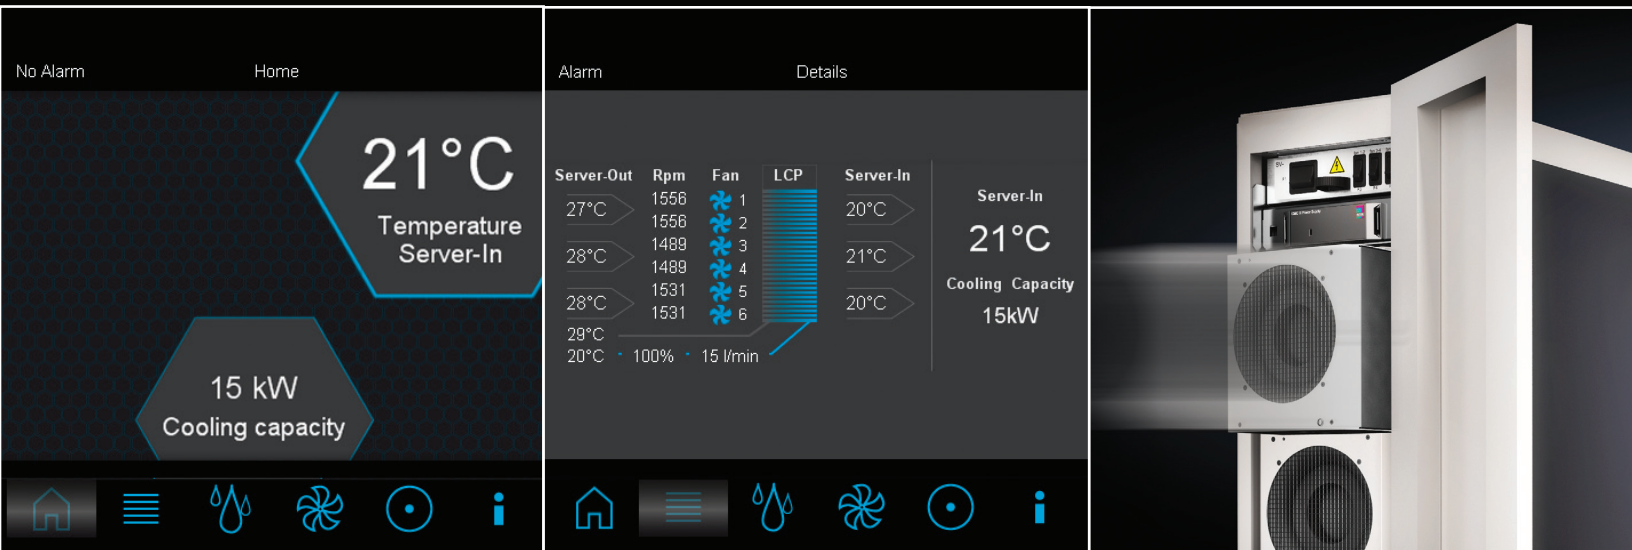 No Alarm
Home
21°C
Temperature
Server-In
15 kW
Cooling capacity
Alarm
Details
Server-Out Rpm Fan LCP Server-In
27°C 1556 1 20°C
1556 2
28°C 1489 3 21°C
1489 4
28°C 1531 5 20°C
1531 6
29°C
20°C - 100% - 15 l/min
Server-In
21°C
Cooling Capacity
15kW